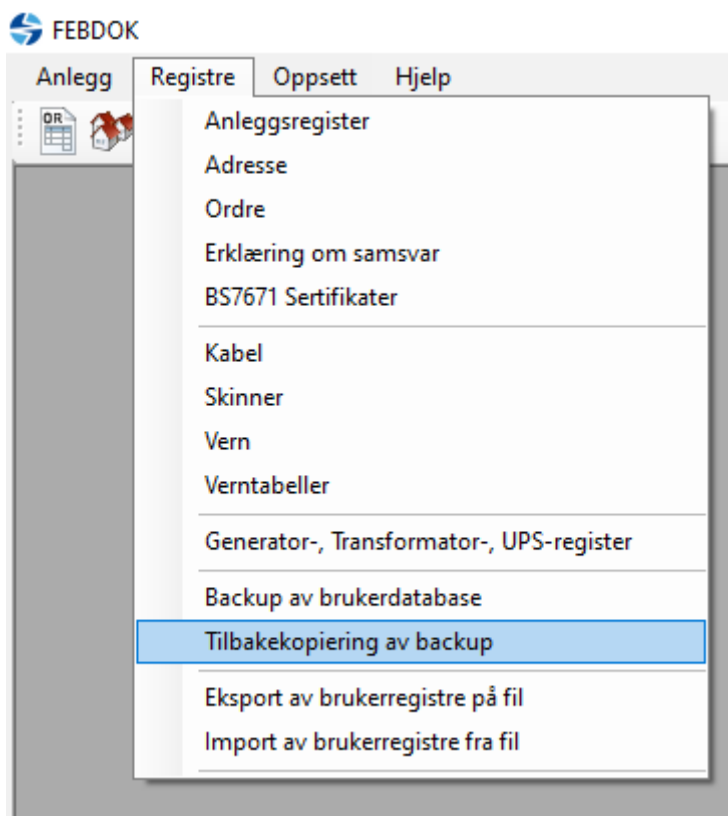 FEBDOK
Anlegg Registre Oppsett Hjelp
OR
Anleggsregister
Adresse
Ordre
Erklæring om samsvar
BS7671 Sertifikater
Kabel
Skinner
Vern
Verntabeller
Generator-, Transformator-, UPS-register
Backup av brukerdatabase
Tilbakekopiering av backup
Eksport av brukerregistre på fil
Import av brukerregistre fra fil